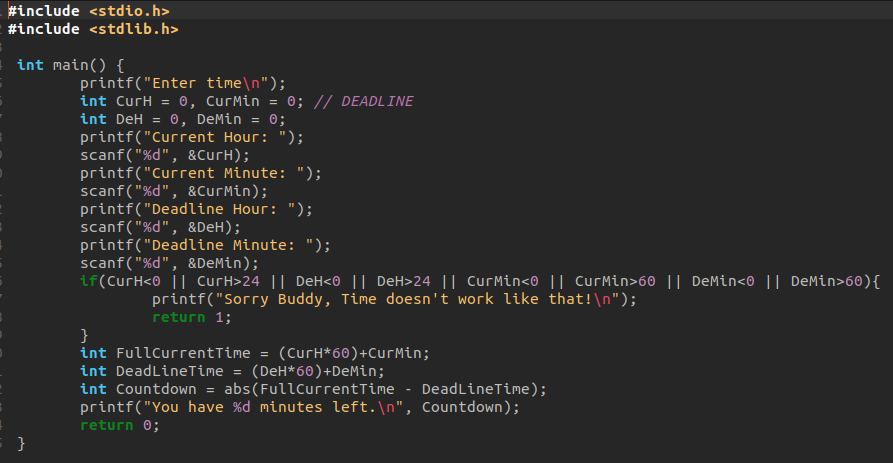 #include <stdio.h>
#include <stdlib.h>
int main() {
printf("Enter time\n");
int CurH = 0, CurMin = 0; // DEADLINE
int DeH = 0, DeMin = 0;
printf("Current Hour: ");
scanf("%d", &CurH);
printf("Current Minute: ");
scanf("%d", &CurMin);
printf("Deadline Hour: ");
scanf("%d", &DeH);
printf("Deadline Minute: ");
scanf("%d", &DeMin);
if(CurH<0 || CurH>24 || DeH<0 || DeH>24 || CurMin<0 || CurMin>60 || DeMin<0 || DeMin>60){
printf("Sorry Buddy, Time doesn't work like that!\n");
return 1;
}
int FullCurrentTime = (CurH*60)+CurMin;
int DeadLineTime = (DeH*60)+DeMin;
int Countdown = abs(FullCurrentTime - DeadLineTime);
printf("You have %d minutes left.\n", Countdown);
return 0;
}